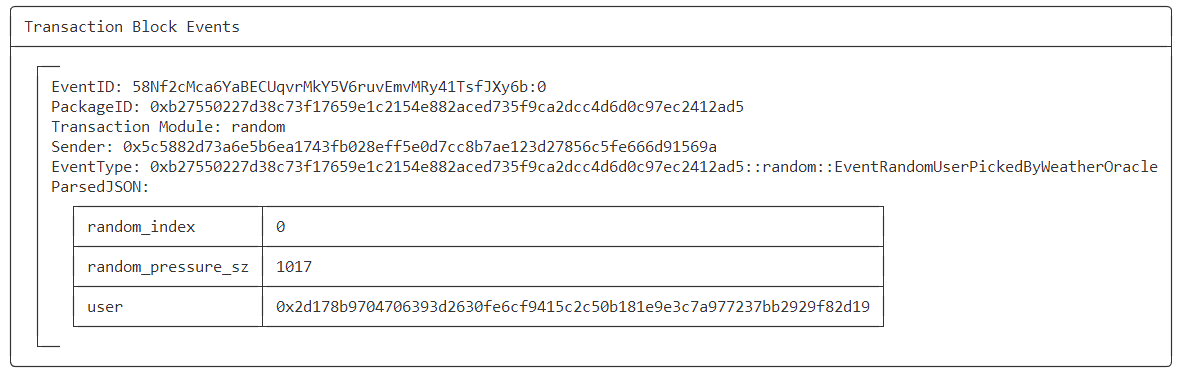 Transaction Block Events
EventID: 58Nf2cMca6YaBECUqvrMkY5V6ruvEmvMRy41TsfJXy6b:0
PackageID: 0xb27550227d38c73f17659e1c2154e882aced735f9ca2dcc4d6d0c97ec2412ad5
Transaction Module: random
Sender: 0x5c5882d73a6e5b6ea1743fb028eff5e0d7cc8b7ae123d27856c5fe666d91569a
EventType: 0xb27550227d38c73f17659e1c2154e882aced735f9ca2dcc4d6d0c97ec2412ad5::random::EventRandomUserPickedByWeatherOracle
ParsedJSON:
random_index 0
random_pressure_sz 1017
user 0x2d178b9704706393d2630fe6cf9415c2c50b181e9e3c7a977237bb2929f82d19